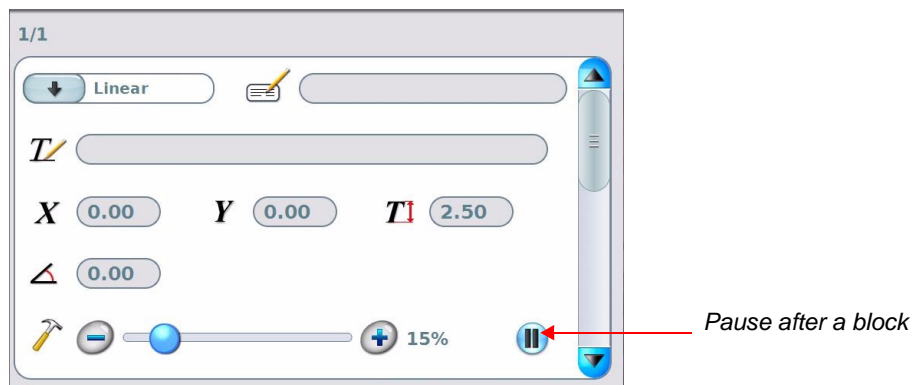 1/1
Linear
T
X 0.00 Y 0.00 T 2.50
0.00
15%
Pause after a block